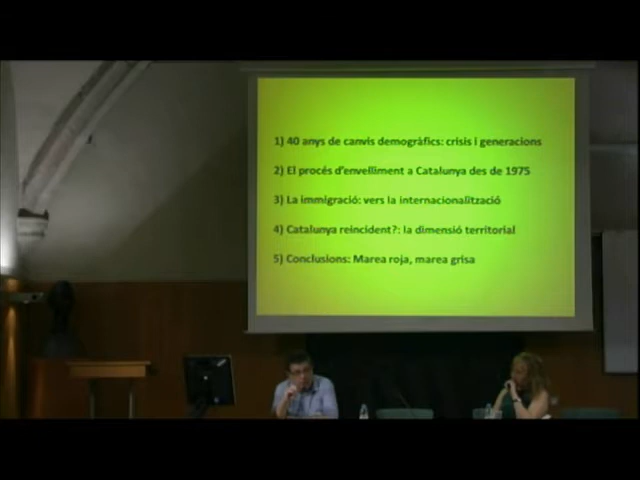 1) 40 anys de canvis demogràfics: crisis i generacions
2) El procés d'envelliment a Catalunya des de 1975
3) La immigració: vers la internacionalització
4) Catalunya reincident?: la dimensió territorial
5) Conclusions: Marea roja, marea grisa